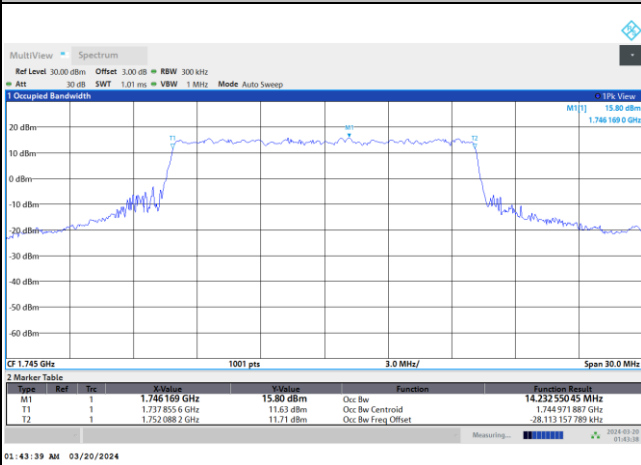 MultiView Spectrum
Ref Level 30.00 dBm Offset 3.00 dB RBW 300 kHz
Att 30 dB SWT 1.01 ms VBW 1 MHz Mode Auto Sweep
1 Occupied Bandwidth 1Pk View
M1[1] 15.80 dBm
1.746 169 0 GHz
20 dBm
T1 M1 T2
10 dBm
0 dBm
-10 dBm
-20 dBm
-30 dBm
-40 dBm
-50 dBm
-60 dBm
CF 1.745 GHz 1001 pts 3.0 MHz/ Span 30.0 MHz
2 Marker Table
Type Ref Trc X-Value Y-Value Function Function Result
M1 1 1.746 169 GHz 15.80 dBm Occ Bw 14.232 550 45 MHz
T1 1 1.737 855 6 GHz 11.63 dBm Occ Bw Centroid 1.744 971 887 GHz
T2 1 1.752 088 2 GHz 11.71 dBm Occ Bw Freq Offset -28.113 157 789 kHz
Measuring... 2024-03-20
01:43:38
01:43:39 AM 03/20/2024